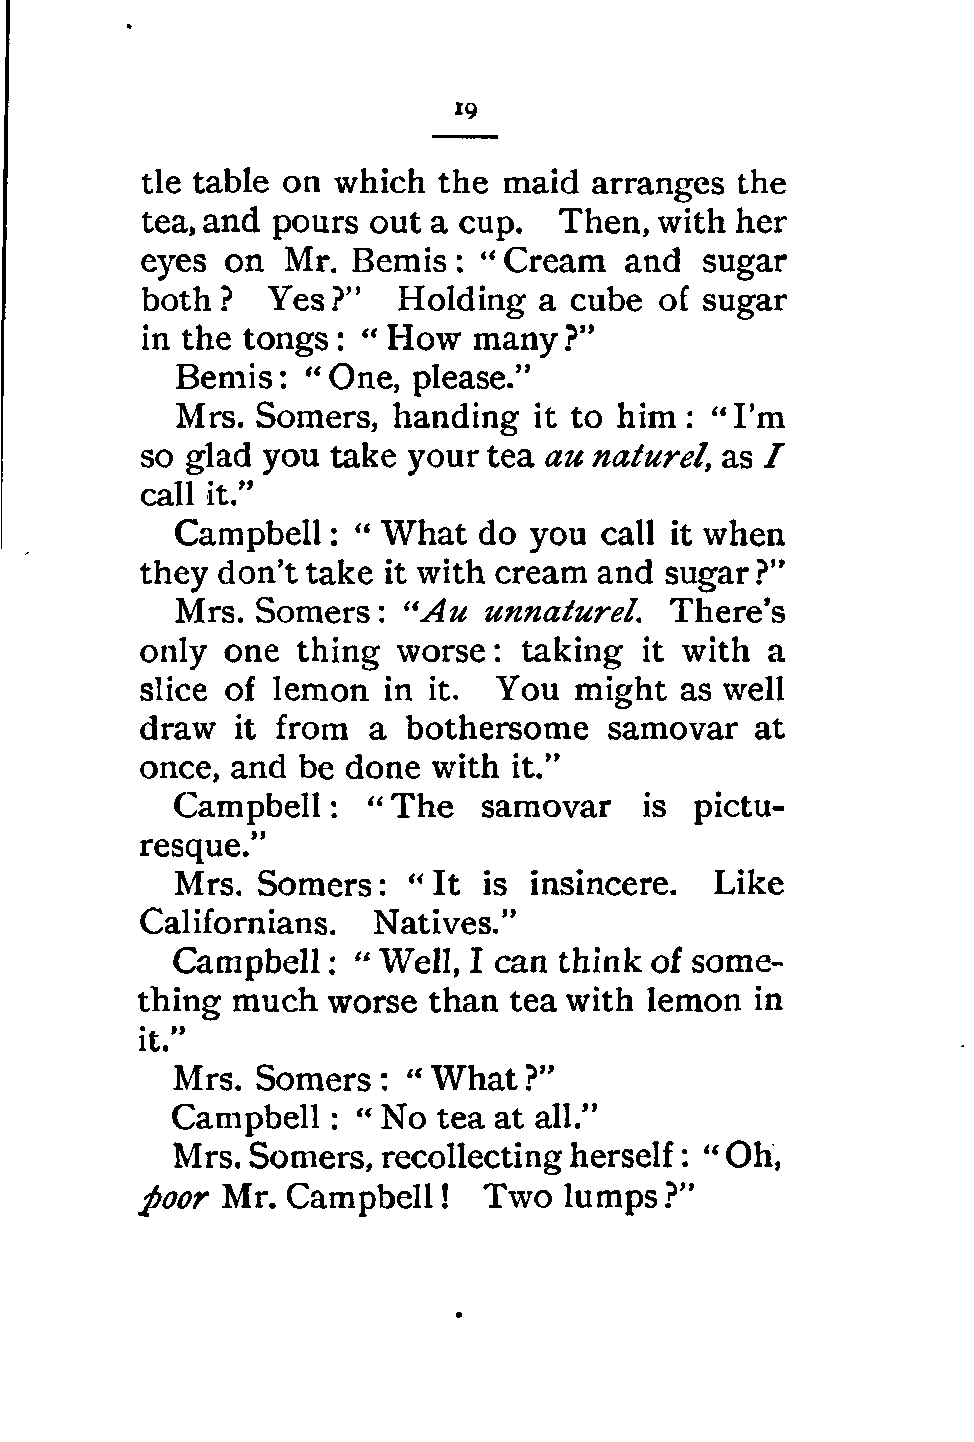 19
tle table on which the maid arranges the
tea, and pours out a cup. Then, with her
eyes on Mr. Bemis: "Cream and sugar
both? Yes?" Holding a cube of sugar
in the tongs: "How many?"
Bemis: "One, please."
Mrs. Somers, handing it to him: "I'm
so glad you take your tea au naturel, as I
call it."
Campbell: "What do you call it when
they don't take it with cream and sugar?"
Mrs. Somers: "Au unnaturel. There's
only one thing worse: taking it with a
slice of lemon in it. You might as well
draw it from a bothersome samovar at
once, and be done with it."
Campbell: "The samovar is pictu-
resque."
Mrs. Somers: "It is insincere. Like
Californians. Natives."
Campbell: "Well, I can think of some-
thing much worse than tea with lemon in
it."
Mrs. Somers: "What?"
Campbell: "No tea at all."
Mrs. Somers, recollecting herself: "Oh,
poor Mr. Campbell! Two lumps?"